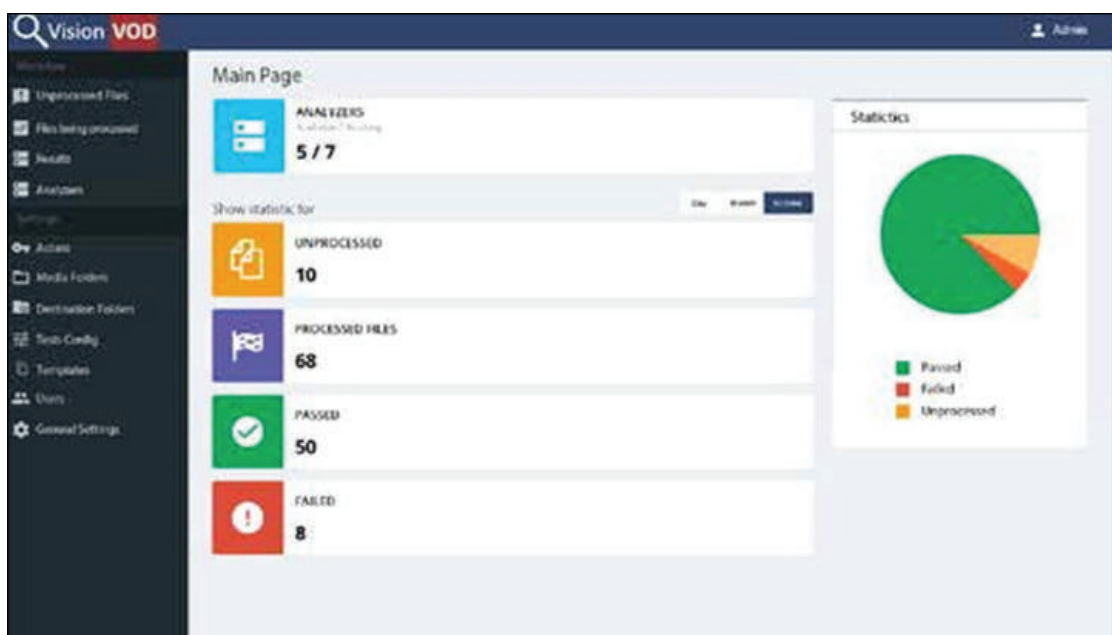 Vision VOD
Admin
Unprocessed Files
Files being processed
Results
Analyzers
Settings
Access
Media Folders
Destination Folders
Tests Config
Templates
Users
General Settings
Main Page
ANALYZERS
5 / 7
Show statistic for
Day
UNPROCESSED
10
PROCESSED FILES
68
PASSED
50
FAILED
8
Statictics
Passed
Failed
Unprocessed